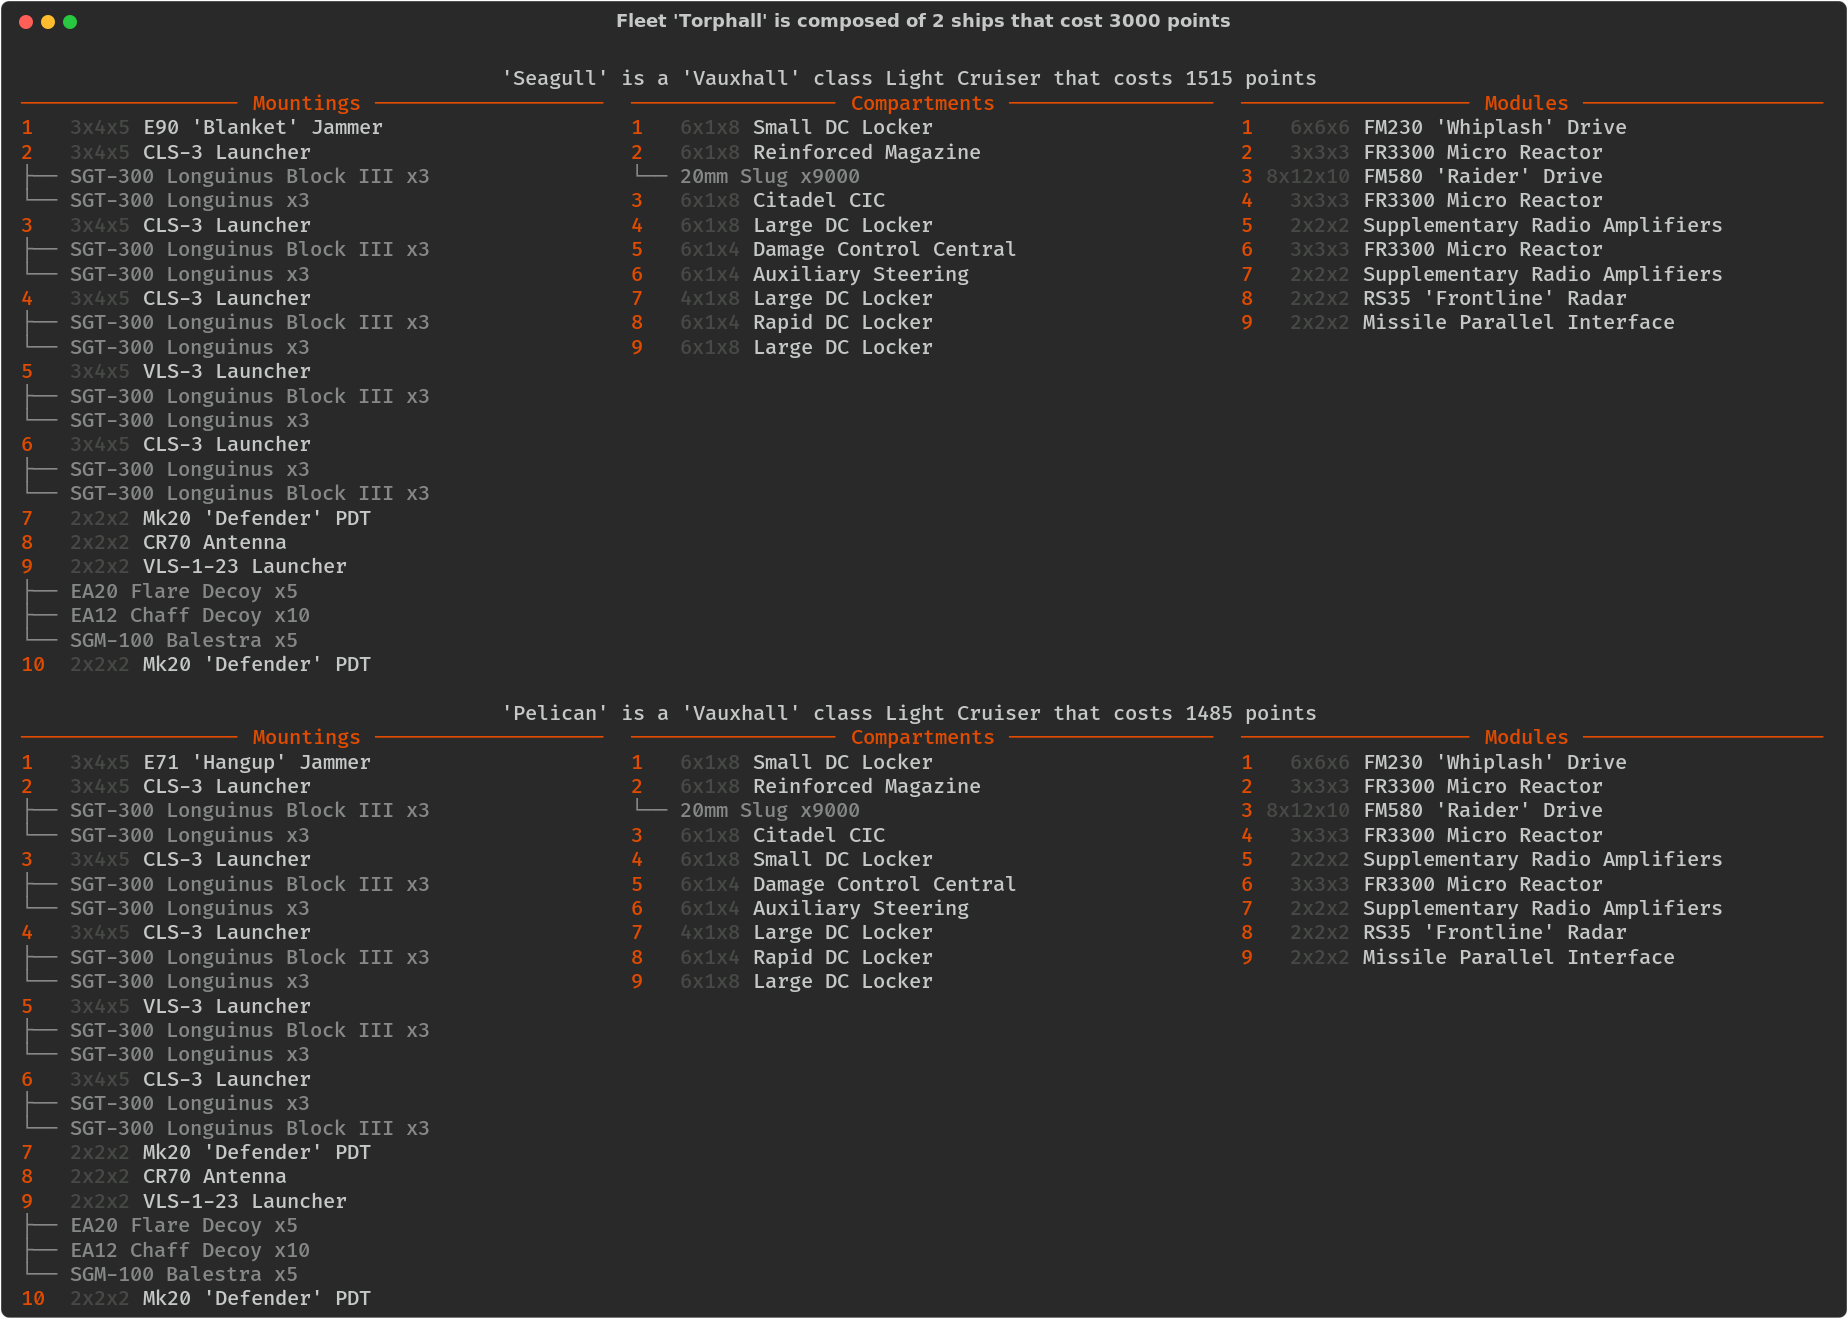 Fleet 'Torphall' is composed of 2 ships that cost 3000 points
'Seagull' is a 'Vauxhall' class Light Cruiser that costs 1515 points
Mountings
1 3x4x5 E90 'Blanket' Jammer
2 3x4x5 CLS-3 Launcher
SGT-300 Longuinus Block III x3
SGT-300 Longuinus x3
3 3x4x5 CLS-3 Launcher
SGT-300 Longuinus Block III x3
SGT-300 Longuinus x3
4 3x4x5 CLS-3 Launcher
SGT-300 Longuinus Block III x3
SGT-300 Longuinus x3
5 3x4x5 VLS-3 Launcher
SGT-300 Longuinus Block III x3
SGT-300 Longuinus x3
6 3x4x5 CLS-3 Launcher
SGT-300 Longuinus x3
SGT-300 Longuinus Block III x3
7 2x2x2 Mk20 'Defender' PDT
8 2x2x2 CR70 Antenna
9 2x2x2 VLS-1-23 Launcher
EA20 Flare Decoy x5
EA12 Chaff Decoy x10
SGM-100 Balestra x5
10 2x2x2 Mk20 'Defender' PDT
Compartments
1 6x1x8 Small DC Locker
2 6x1x8 Reinforced Magazine
20mm Slug x9000
3 6x1x8 Citadel CIC
4 6x1x8 Large DC Locker
5 6x1x4 Damage Control Central
6 6x1x4 Auxiliary Steering
7 4x1x8 Large DC Locker
8 6x1x4 Rapid DC Locker
9 6x1x8 Large DC Locker
Modules
1 6x6x6 FM230 'Whiplash' Drive
2 3x3x3 FR3300 Micro Reactor
3 8x12x10 FM580 'Raider' Drive
4 3x3x3 FR3300 Micro Reactor
5 2x2x2 Supplementary Radio Amplifiers
6 3x3x3 FR3300 Micro Reactor
7 2x2x2 Supplementary Radio Amplifiers
8 2x2x2 RS35 'Frontline' Radar
9 2x2x2 Missile Parallel Interface
'Pelican' is a 'Vauxhall' class Light Cruiser that costs 1485 points
Mountings
1 3x4x5 E71 'Hangup' Jammer
2 3x4x5 CLS-3 Launcher
SGT-300 Longuinus Block III x3
SGT-300 Longuinus x3
3 3x4x5 CLS-3 Launcher
SGT-300 Longuinus Block III x3
SGT-300 Longuinus x3
4 3x4x5 CLS-3 Launcher
SGT-300 Longuinus Block III x3
SGT-300 Longuinus x3
5 3x4x5 VLS-3 Launcher
SGT-300 Longuinus Block III x3
SGT-300 Longuinus x3
6 3x4x5 CLS-3 Launcher
SGT-300 Longuinus x3
SGT-300 Longuinus Block III x3
7 2x2x2 Mk20 'Defender' PDT
8 2x2x2 CR70 Antenna
9 2x2x2 VLS-1-23 Launcher
EA20 Flare Decoy x5
EA12 Chaff Decoy x10
SGM-100 Balestra x5
10 2x2x2 Mk20 'Defender' PDT
Compartments
1 6x1x8 Small DC Locker
2 6x1x8 Reinforced Magazine
20mm Slug x9000
3 6x1x8 Citadel CIC
4 6x1x8 Small DC Locker
5 6x1x4 Damage Control Central
6 6x1x4 Auxiliary Steering
7 4x1x8 Large DC Locker
8 6x1x4 Rapid DC Locker
9 6x1x8 Large DC Locker
Modules
1 6x6x6 FM230 'Whiplash' Drive
2 3x3x3 FR3300 Micro Reactor
3 8x12x10 FM580 'Raider' Drive
4 3x3x3 FR3300 Micro Reactor
5 2x2x2 Supplementary Radio Amplifiers
6 3x3x3 FR3300 Micro Reactor
7 2x2x2 Supplementary Radio Amplifiers
8 2x2x2 RS35 'Frontline' Radar
9 2x2x2 Missile Parallel Interface